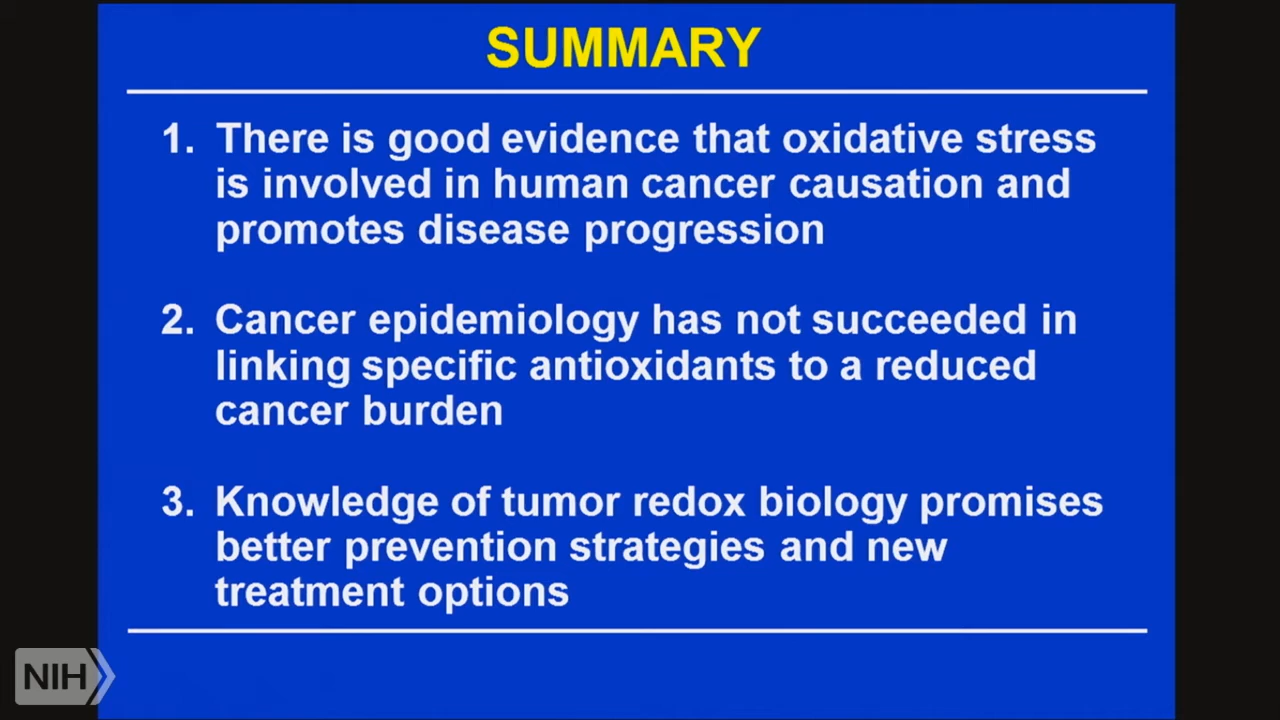 SUMMARY
1. There is good evidence that oxidative stress
is involved in human cancer causation and
promotes disease progression
2. Cancer epidemiology has not succeeded in
linking specific antioxidants to a reduced
cancer burden
3. Knowledge of tumor redox biology promises
better prevention strategies and new
treatment options
NIH